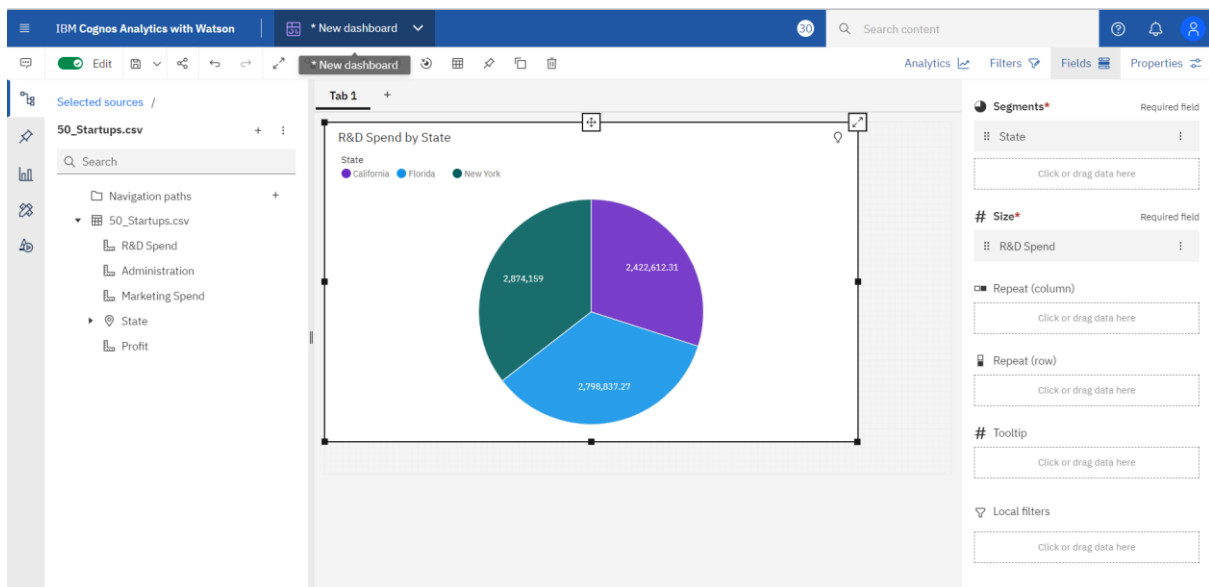 IBM Cognos Analytics with Watson
* New dashboard
30
Search content
Edit
* New dashboard
Analytics
Filters
Fields
Properties
Selected sources /
50_Startups.csv
Search
Navigation paths
50_Startups.csv
R&D Spend
Administration
Marketing Spend
State
Profit
Tab 1
R&D Spend by State
State
California Florida New York
2,874,159
2,422,612.31
2,798,837.27
Segments* Required field
State
Click or drag data here
# Size* Required field
R&D Spend
Repeat (column)
Click or drag data here
Repeat (row)
Click or drag data here
# Tooltip
Click or drag data here
Local filters
Click or drag data here